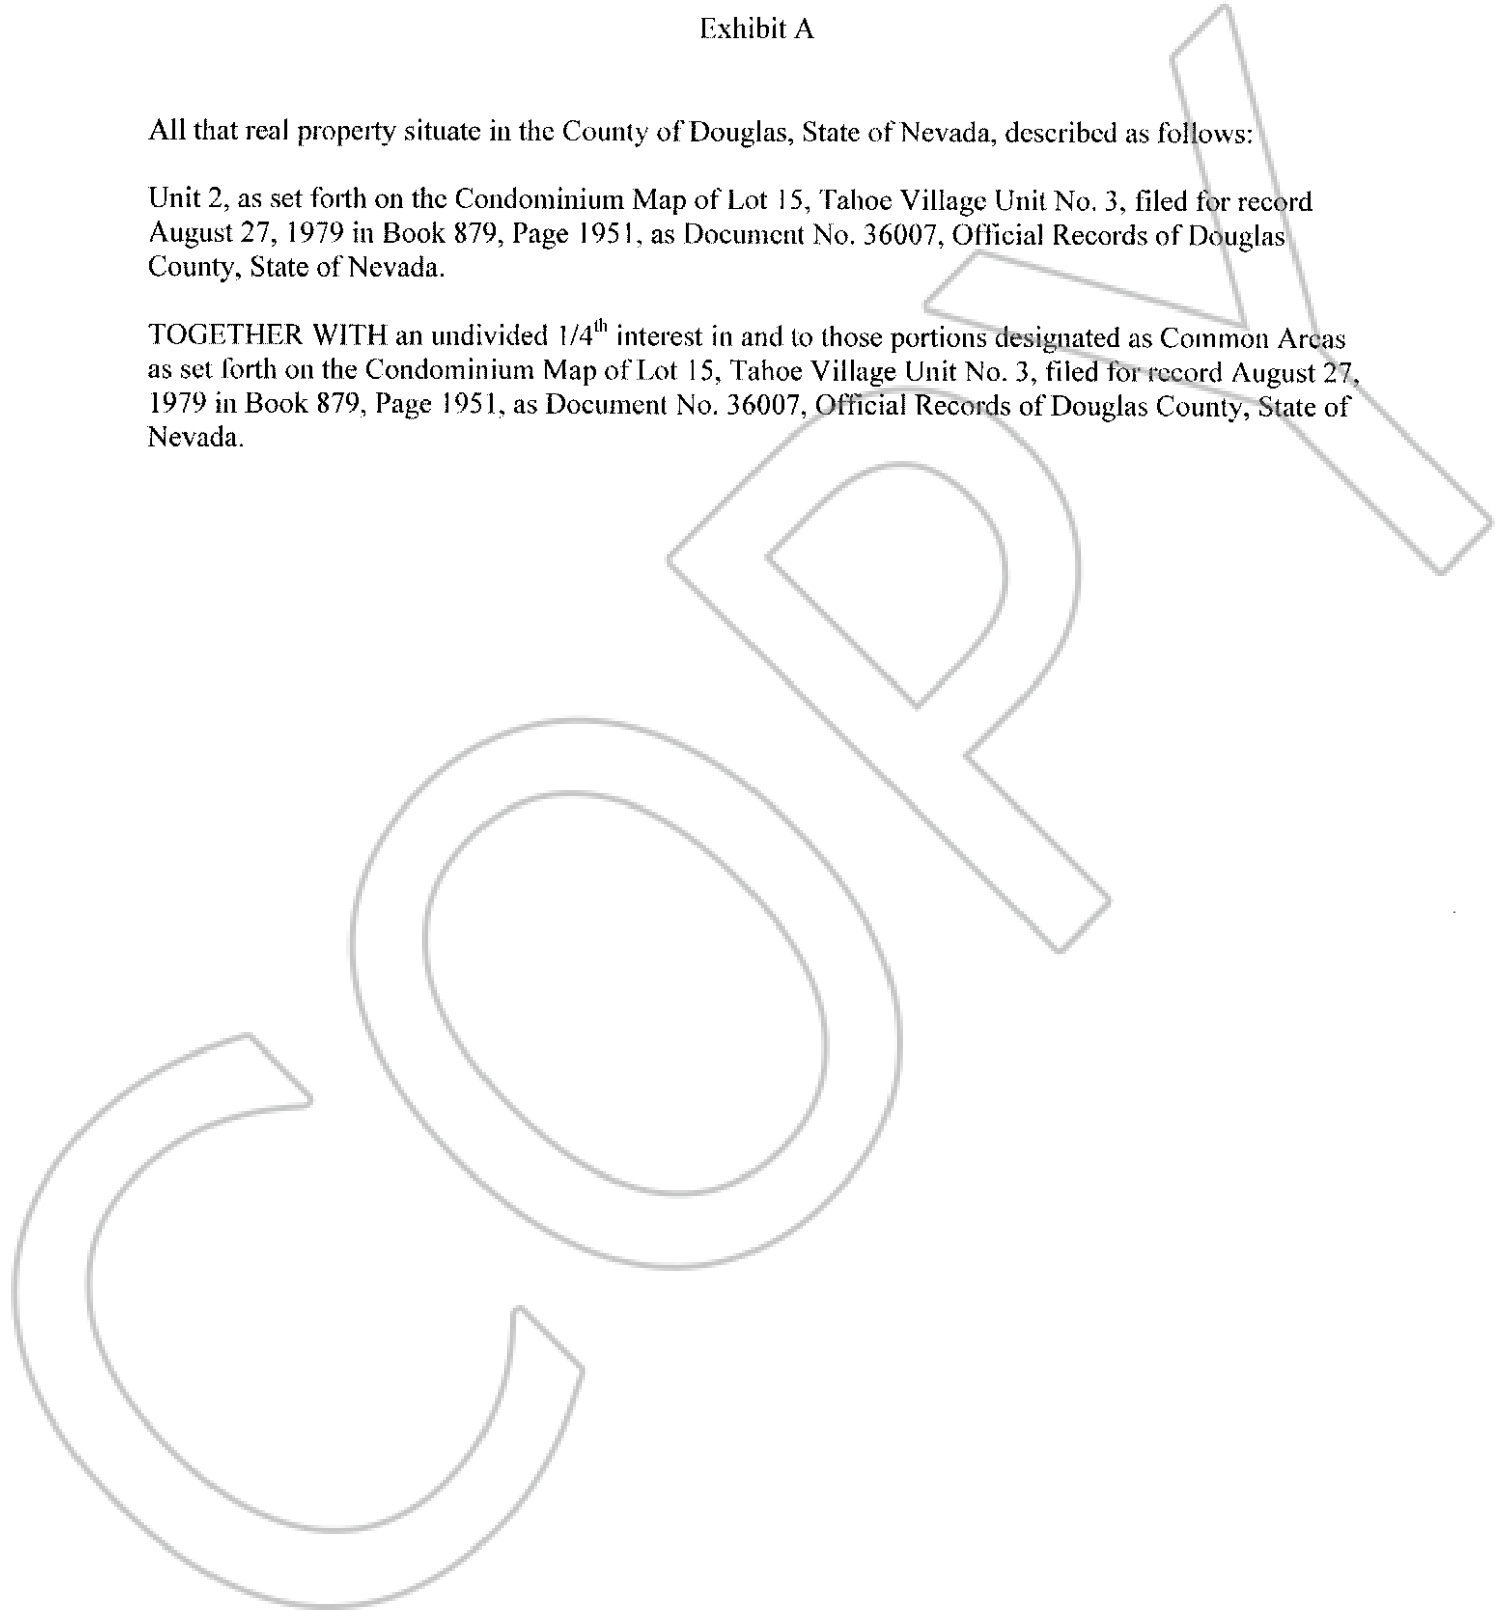 Exhibit A
All that real property situate in the County of Douglas, State of Nevada, described as follows:
Unit 2, as set forth on the Condominium Map of Lot 15, Tahoe Village Unit No. 3, filed for record
August 27, 1979 in Book 879, Page 1951, as Document No. 36007, Official Records of Douglas
County, State of Nevada.
TOGETHER WITH an undivided 1/4th interest in and to those portions designated as Common Areas
as set forth on the Condominium Map of Lot 15, Tahoe Village Unit No. 3, filed for record August 27,
1979 in Book 879, Page 1951, as Document No. 36007, Official Records of Douglas County, State of
Nevada.
COPY